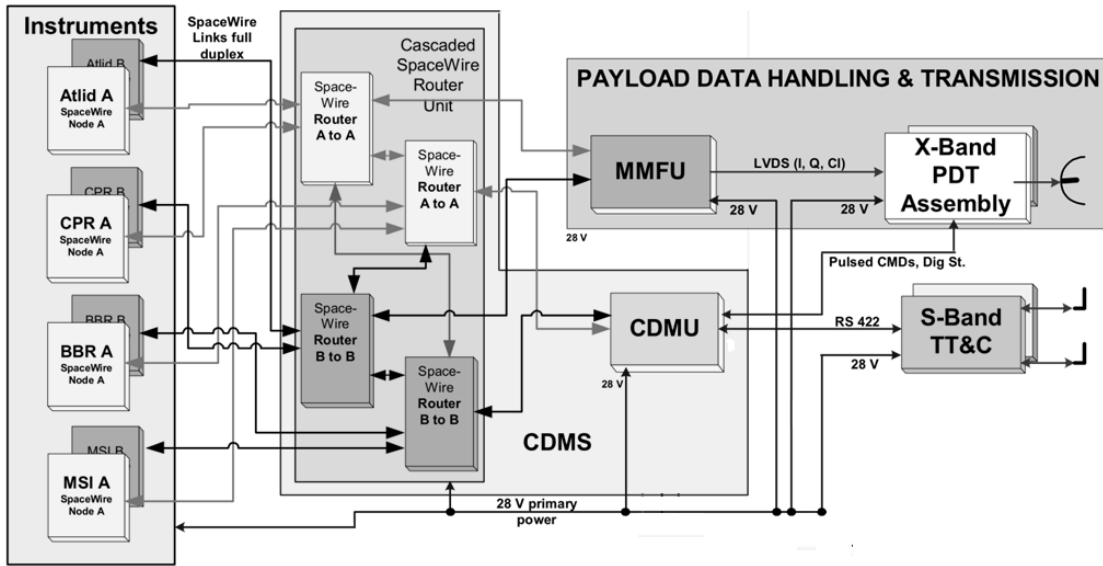 Instruments
Atlid B
Atlid A
SpaceWire
Node A
CPR B
CPR A
SpaceWire
Node A
BBR B
BBR A
SpaceWire
Node A
MSI B
MSI A
SpaceWire
Node A
SpaceWire
Links full
duplex
Cascaded
SpaceWire
Router
Unit
Space-
Wire
Router
A to A
Space-
Wire
Router
A to A
Space-
Wire
Router
B to B
Space-
Wire
Router
B to B
CDMS
CDMU
28 V
28 V primary
power
PAYLOAD DATA HANDLING & TRANSMISSION
MMFU
LVDS (I, Q, Cl)
X-Band
PDT
Assembly
28 V
28 V
28 V
Pulsed CMDs, Dig St.
RS 422
S-Band
TT&C
28 V